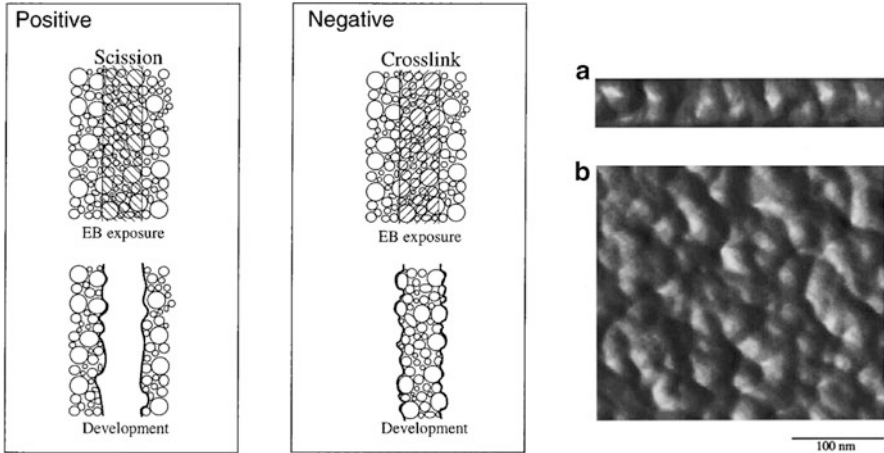 Positive
Scission
EB exposure
Development
Negative
Crosslink
EB exposure
Development
a
b
100 nm